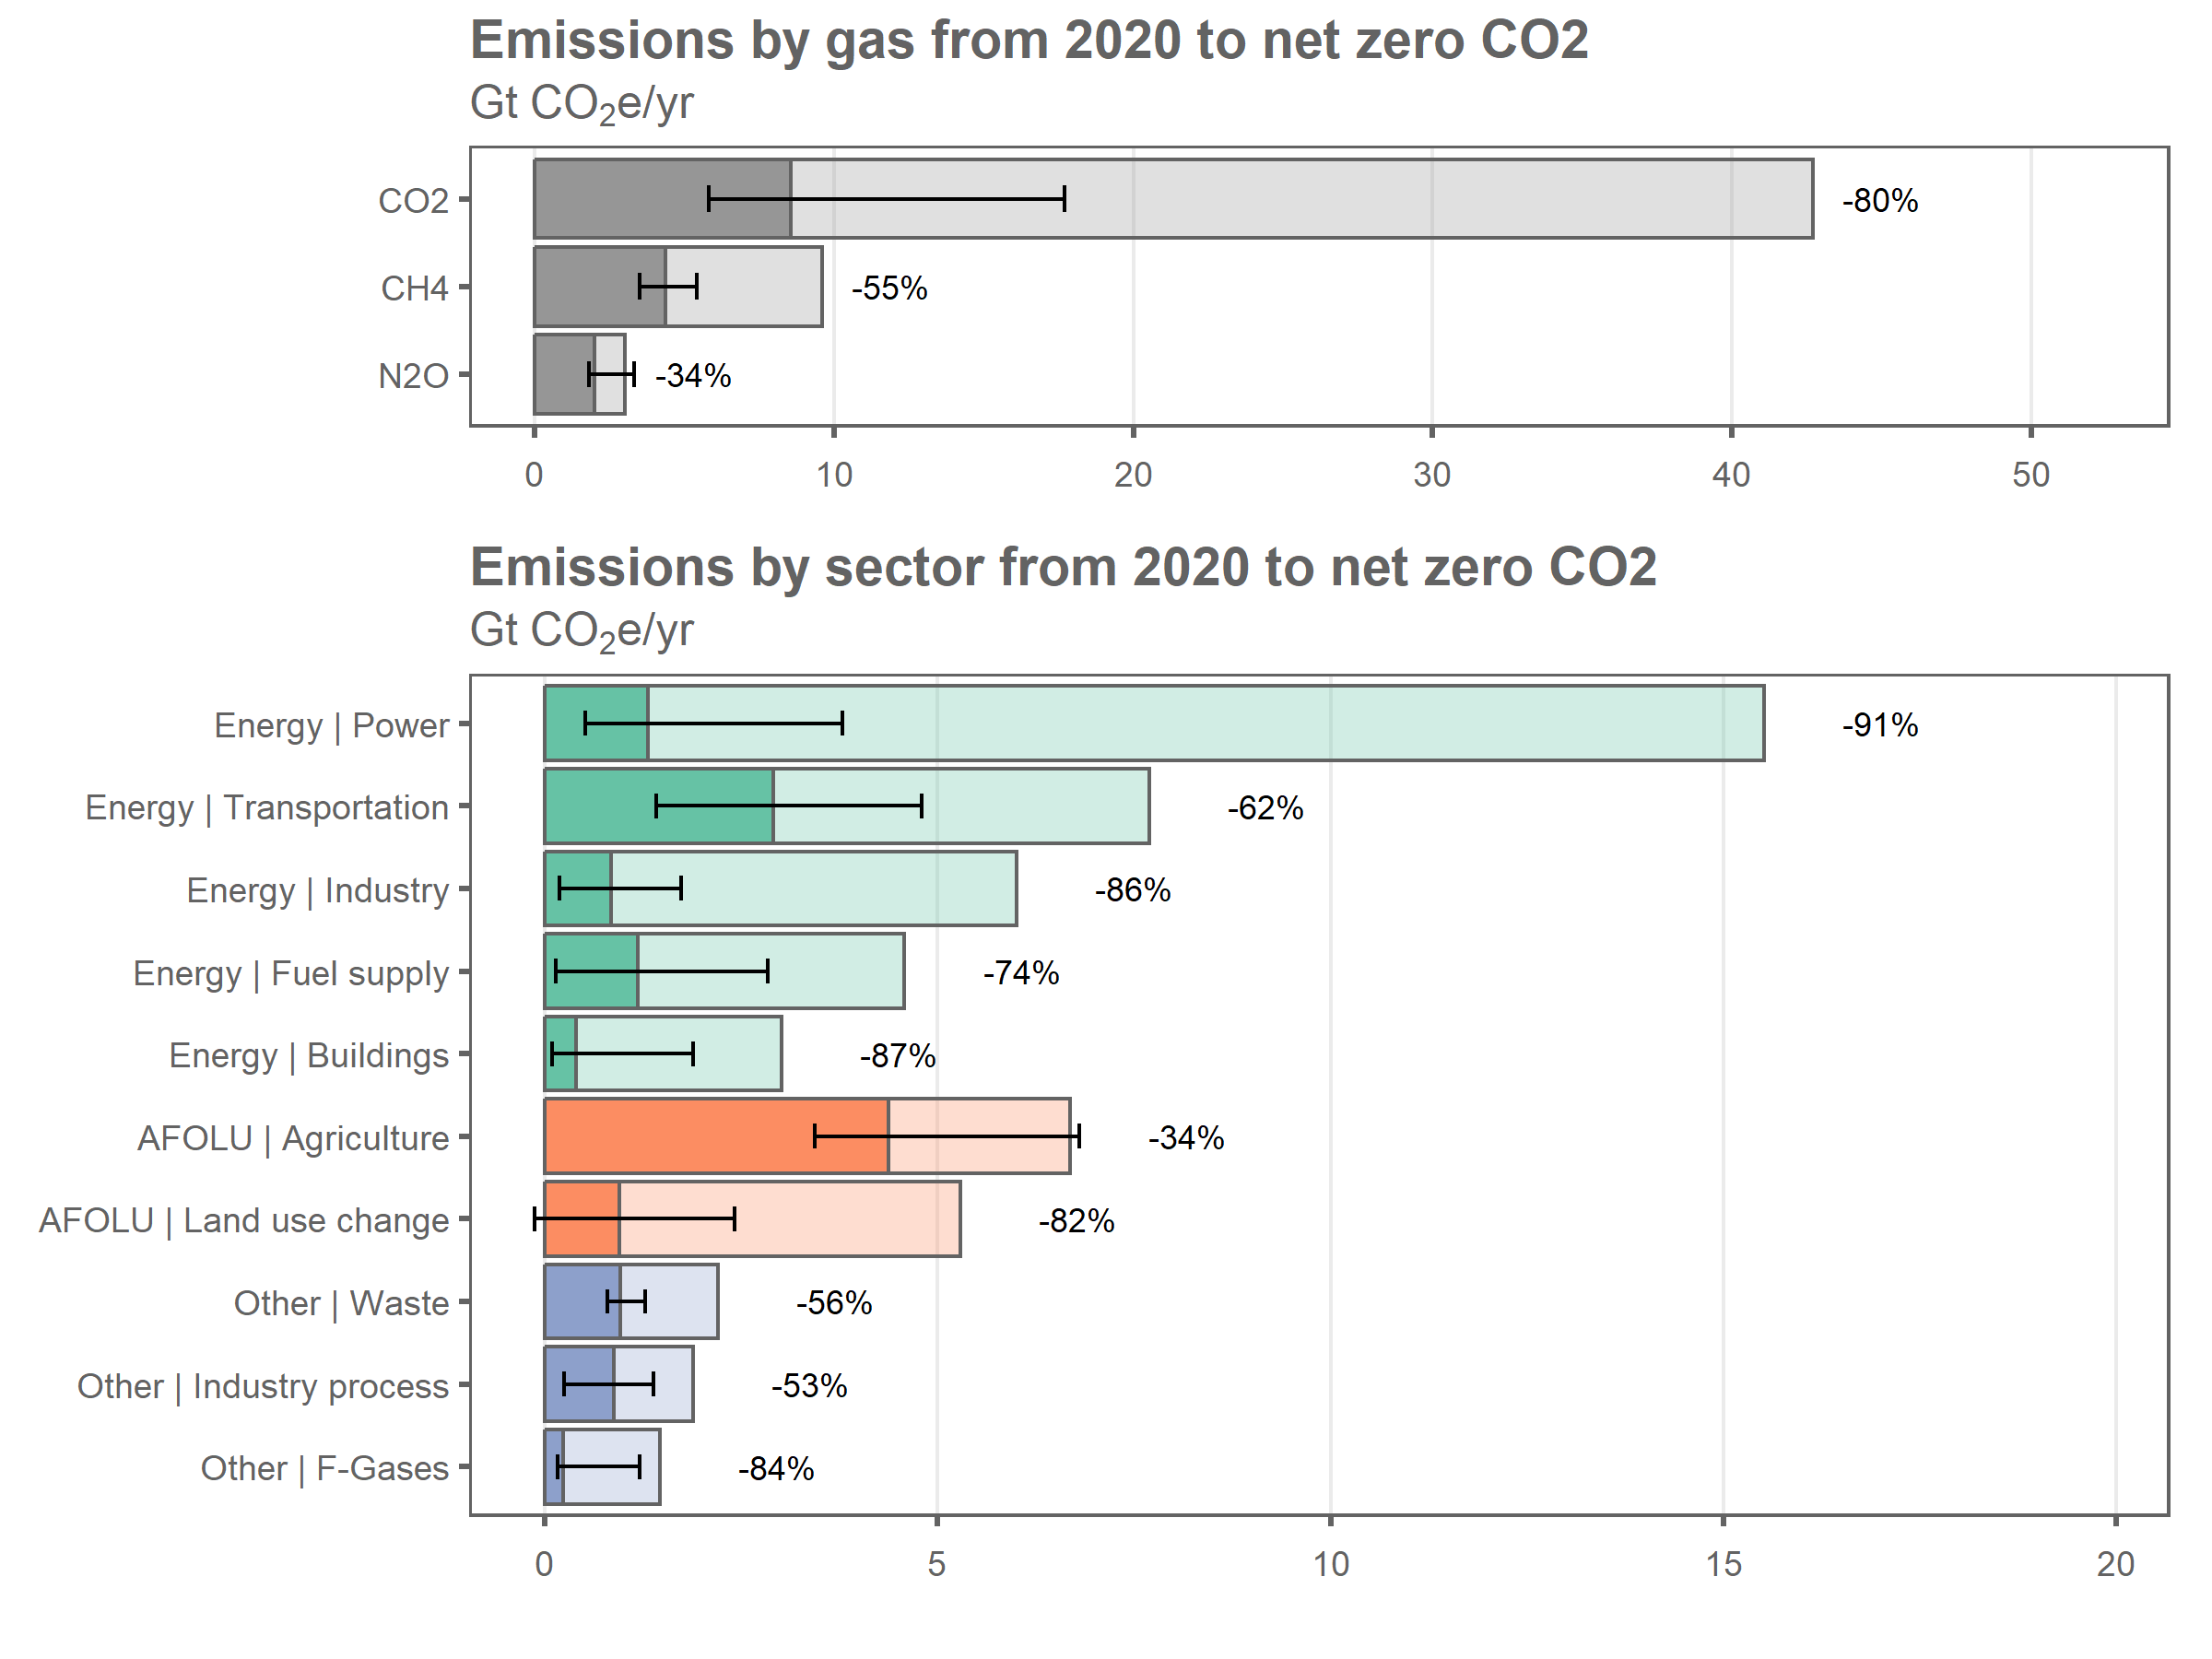 Emissions by gas from 2020 to net zero CO2
Gt CO₂e/yr
CO2 -80%
CH4 -55%
N2O -34%
0 10 20 30 40 50
Emissions by sector from 2020 to net zero CO2
Gt CO₂e/yr
Energy | Power -91%
Energy | Transportation -62%
Energy | Industry -86%
Energy | Fuel supply -74%
Energy | Buildings -87%
AFOLU | Agriculture -34%
AFOLU | Land use change -82%
Other | Waste -56%
Other | Industry process -53%
Other | F-Gases -84%
0 5 10 15 20